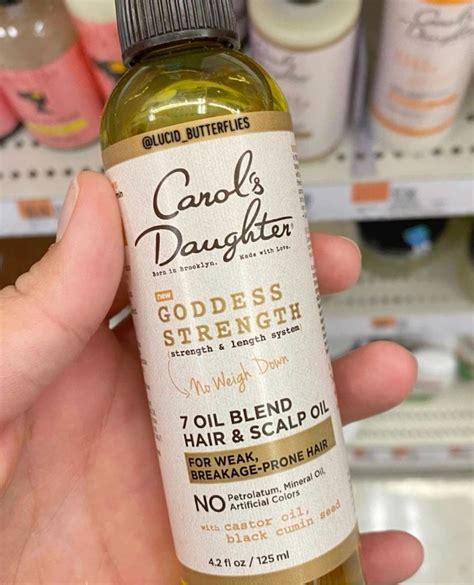 @LUCID_BUTTERFLIES
Carol's
Daughter
Born in Brooklyn. Made with Love.
new
GODDESS
STRENGTH
(strength & length system)
No Weigh Down
7 OIL BLEND
HAIR & SCALP OIL
FOR WEAK,
BREAKAGE-PRONE HAIR
NO Petrolatum, Mineral Oil,
Artificial Colors
with castor oil,
black cumin seed
4.2 fl oz / 125 ml
Carol's
Daughter